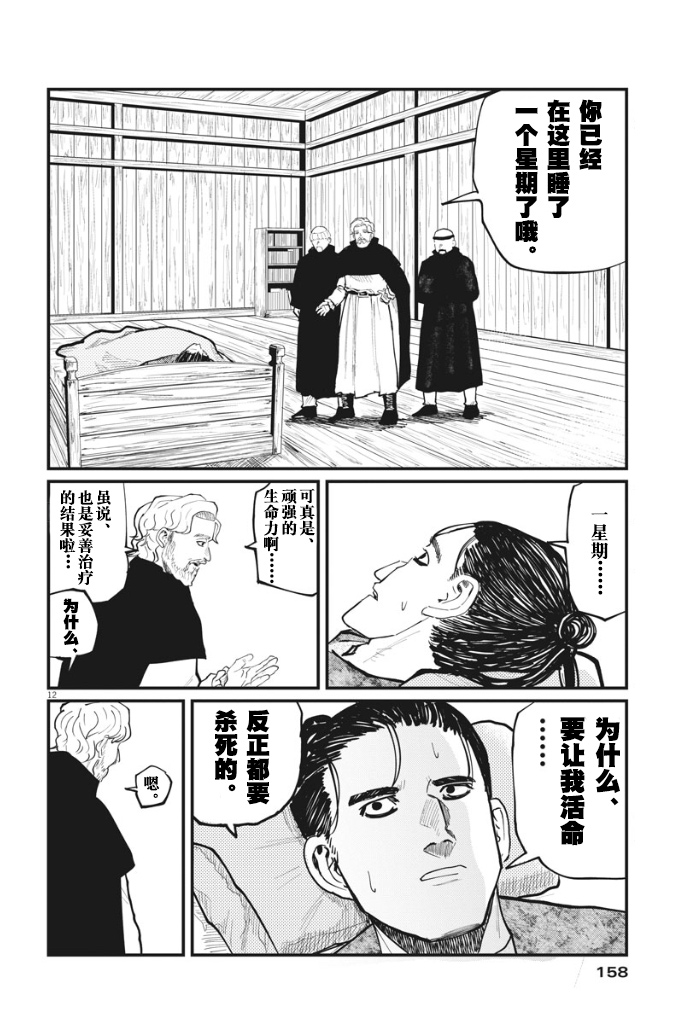 你已经
在这里睡了
一个星期了哦。
一星期……
可真是、
顽强的
生命力啊……
虽说、
也是妥善治疗
的结果啦…
为什么、
12
为什么、
要让我活命
……
反正都要
杀死的。
嗯。
158